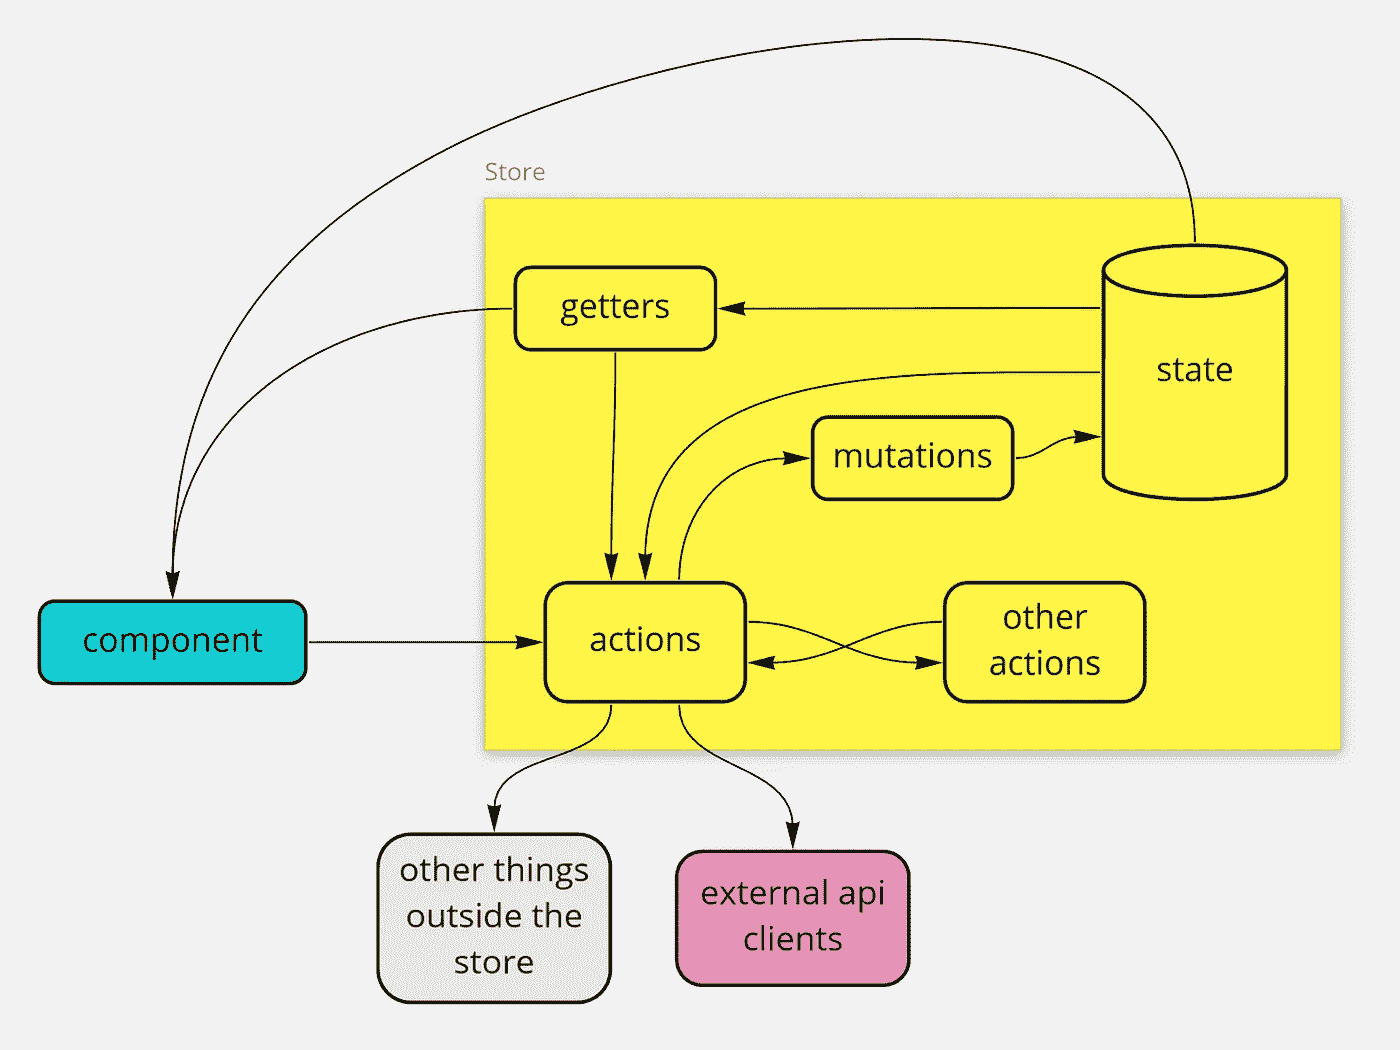 Store
getters
state
mutations
component
actions
other
actions
other things
outside the
store
external api
clients